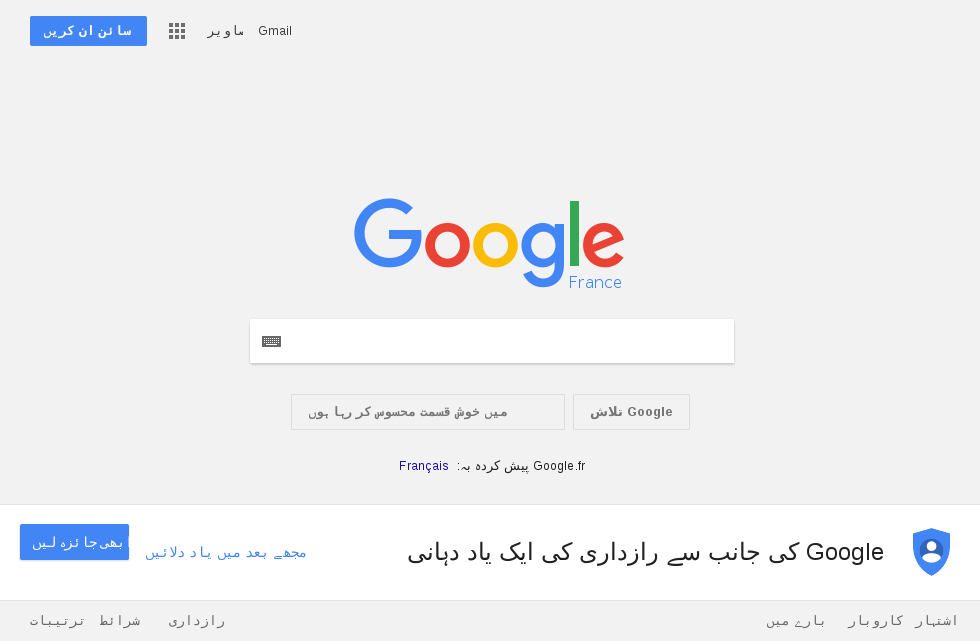 Gmail
تصاویر
سائن ان کریں
Google
France
Google تلاش
میں خوش قسمت محسوس کر رہا ہوں
Google.fr پیش کردہ بہ: Français
Google کی جانب سے رازداری کی ایک یاد دہانی
مجھے بعد میں یاد دلائیں
ابھی جائزہ لیں
اشتہار کاروبار بارے میں رازداری شرائط ترتیبات